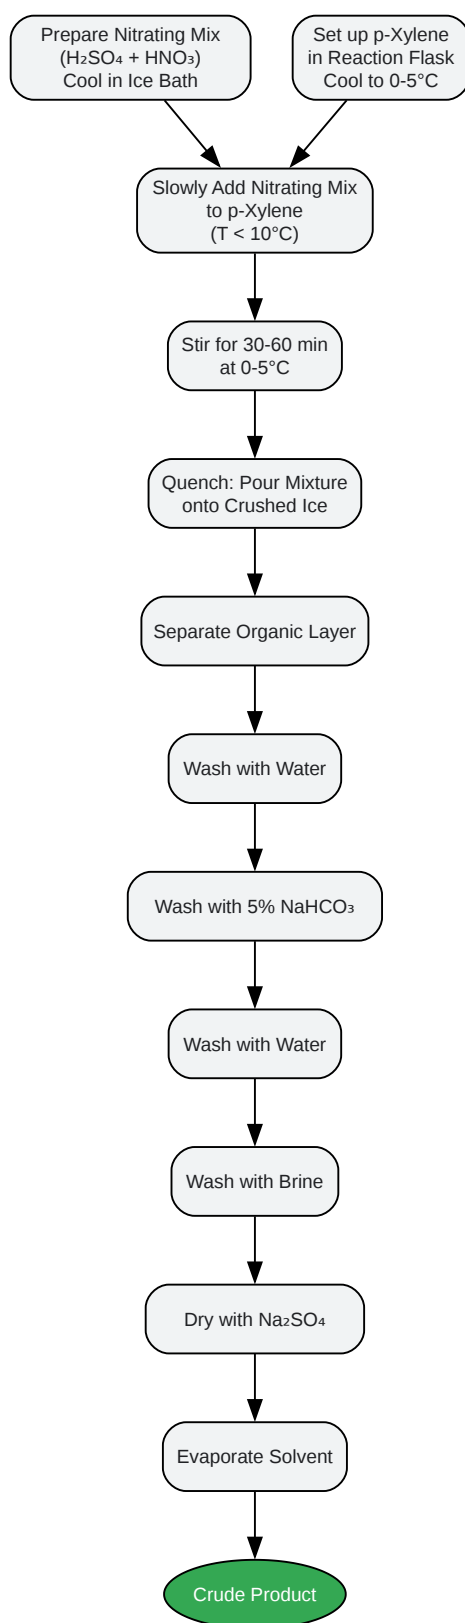 Prepare Nitrating Mix
(H₂SO₄ + HNO₃)
Cool in Ice Bath
Set up p-Xylene
in Reaction Flask
Cool to 0-5°C
Slowly Add Nitrating Mix
to p-Xylene
(T < 10°C)
Stir for 30-60 min
at 0-5°C
Quench: Pour Mixture
onto Crushed Ice
Separate Organic Layer
Wash with Water
Wash with 5% NaHCO₃
Wash with Water
Wash with Brine
Dry with Na₂SO₄
Evaporate Solvent
Crude Product